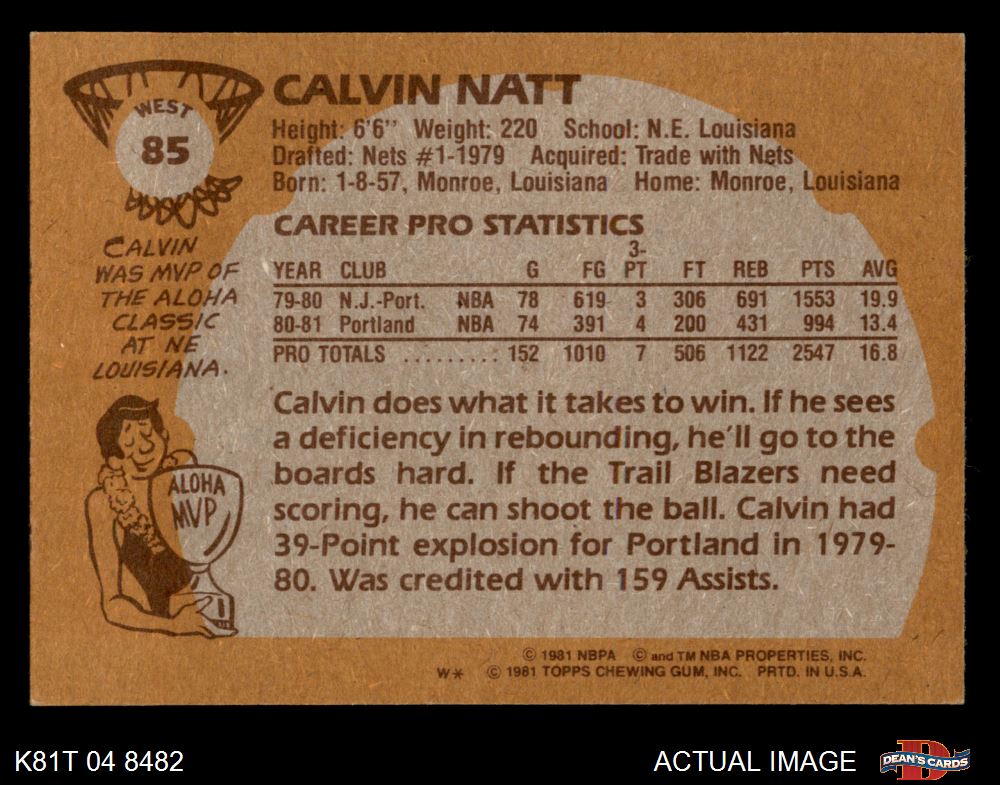 WEST
85
CALVIN NATT
Height: 6'6" Weight: 220 School: N.E. Louisiana
Drafted: Nets #1-1979 Acquired: Trade with Nets
Born: 1-8-57, Monroe, Louisiana Home: Monroe, Louisiana
CALVIN
WAS MVP OF
THE ALOHA
CLASSIC
AT NE
LOUISIANA.
ALOHA
MVP
CAREER PRO STATISTICS
3-
YEAR CLUB G FG PT FT REB PTS AVG
79-80 N.J.-Port. NBA 78 619 3 306 691 1553 19.9
80-81 Portland NBA 74 391 4 200 431 994 13.4
PRO TOTALS .........: 152 1010 7 506 1122 2547 16.8
Calvin does what it takes to win. If he sees
a deficiency in rebounding, he'll go to the
boards hard. If the Trail Blazers need
scoring, he can shoot the ball. Calvin had
39-Point explosion for Portland in 1979-
80. Was credited with 159 Assists.
© 1981 NBPA © and TM NBA PROPERTIES, INC.
W* © 1981 TOPPS CHEWING GUM, INC. PRTD. IN U.S.A.
K81T 04 8482
ACTUAL IMAGE
D
DEAN'S CARDS